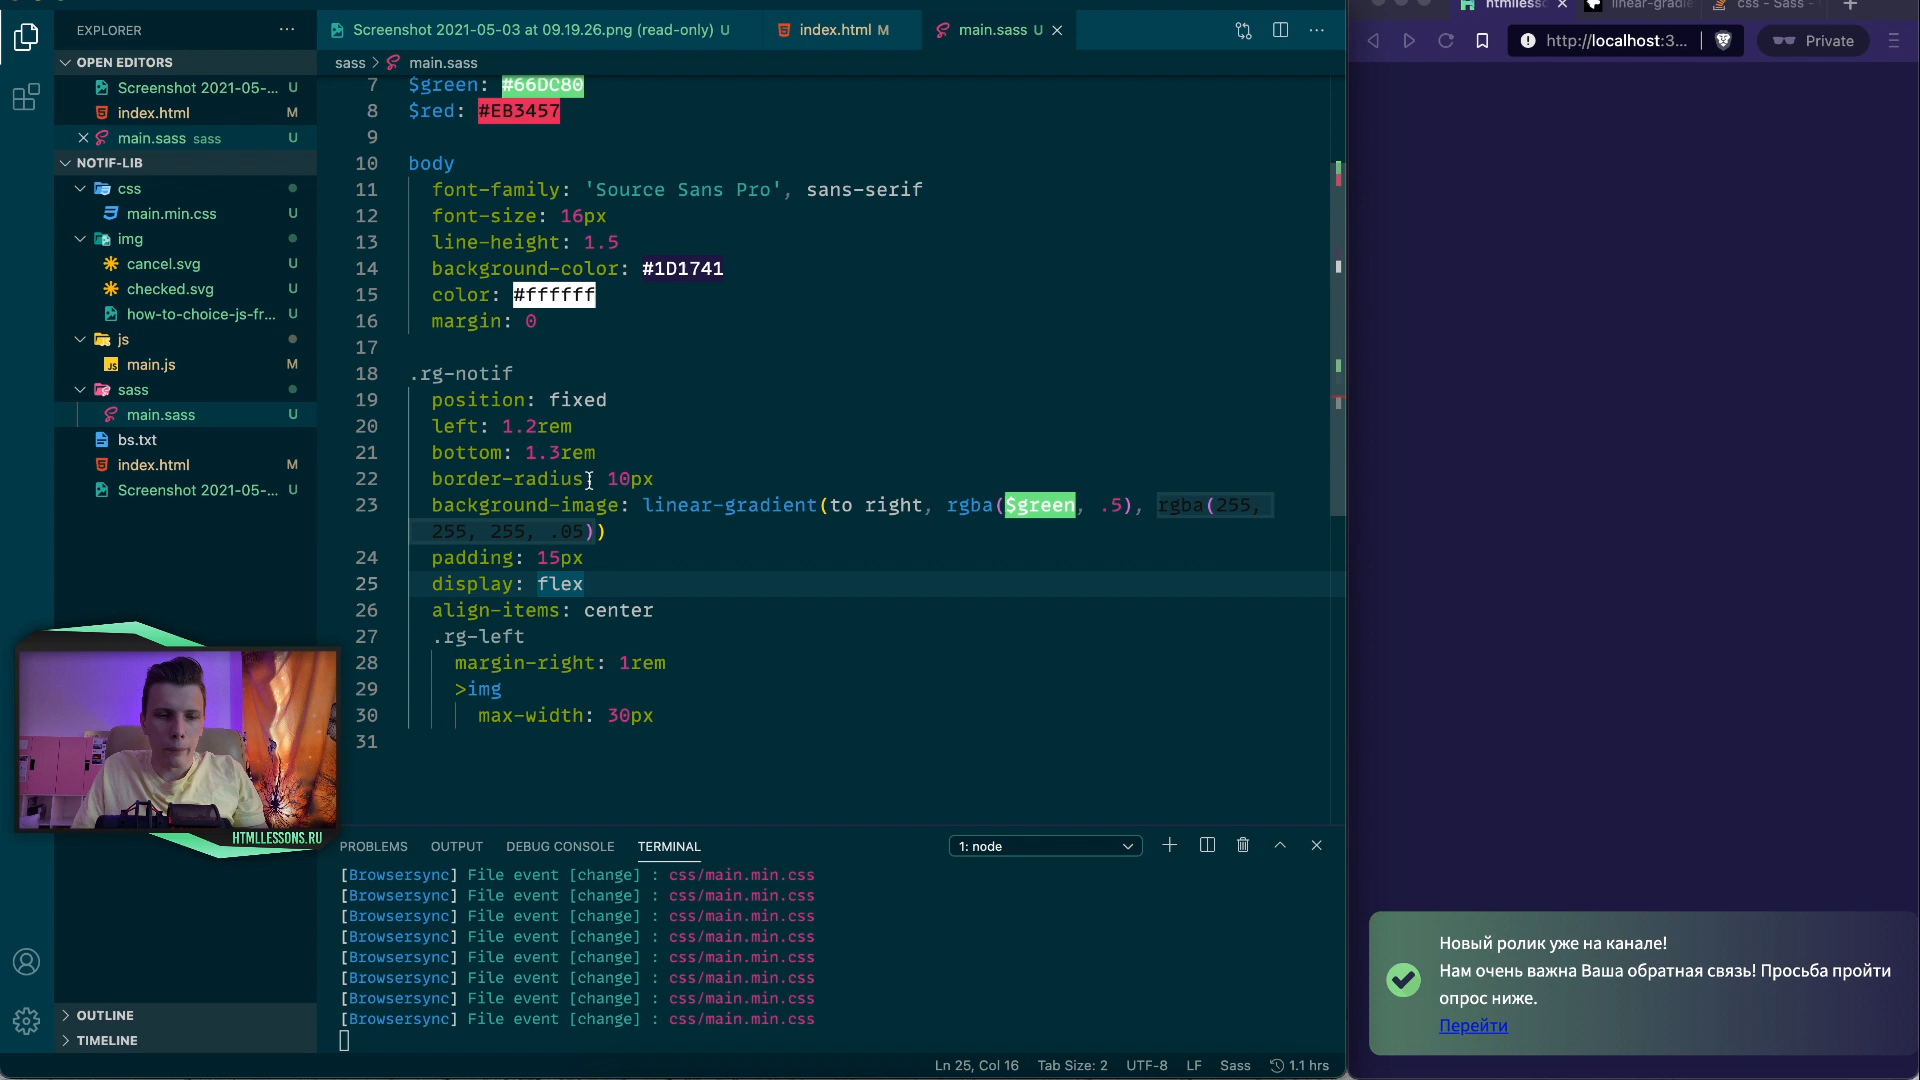 EXPLORER
OPEN EDITORS
Screenshot 2021-05-... U
index.html M
main.sass sass U
NOTIF-LIB
css
main.min.css U
img
cancel.svg U
checked.svg U
how-to-choice-js-fr... U
js
main.js M
sass
main.sass U
bs.txt
index.html M
Screenshot 2021-05-... U
OUTLINE
TIMELINE
HTMLLESSONS.RU
Screenshot 2021-05-03 at 09.19.26.png (read-only) U
index.html M
main.sass U
sass > main.sass
7 $green: #66DC80
8 $red: #EB3457
9
10 body
11 font-family: 'Source Sans Pro', sans-serif
12 font-size: 16px
13 line-height: 1.5
14 background-color: #1D1741
15 color: #ffffff
16 margin: 0
17
18 .rg-notif
19 position: fixed
20 left: 1.2rem
21 bottom: 1.3rem
22 border-radius: 10px
23 background-image: linear-gradient(to right, rgba($green, .5), rgba(255,
255, 255, .05))
24 padding: 15px
25 display: flex
26 align-items: center
27 .rg-left
28 margin-right: 1rem
29 >img
30 max-width: 30px
31
PROBLEMS OUTPUT DEBUG CONSOLE TERMINAL 1: node
[Browsersync] File event [change] : css/main.min.css
[Browsersync] File event [change] : css/main.min.css
[Browsersync] File event [change] : css/main.min.css
[Browsersync] File event [change] : css/main.min.css
[Browsersync] File event [change] : css/main.min.css
[Browsersync] File event [change] : css/main.min.css
[Browsersync] File event [change] : css/main.min.css
[Browsersync] File event [change] : css/main.min.css
Ln 25, Col 16 Tab Size: 2 UTF-8 LF Sass 1.1 hrs
htmllessc linear-gradie css - Sass -
http://localhost:3... Private
Новый ролик уже на канале!
Нам очень важна Ваша обратная связь! Просьба пройти
опрос ниже.
Перейти